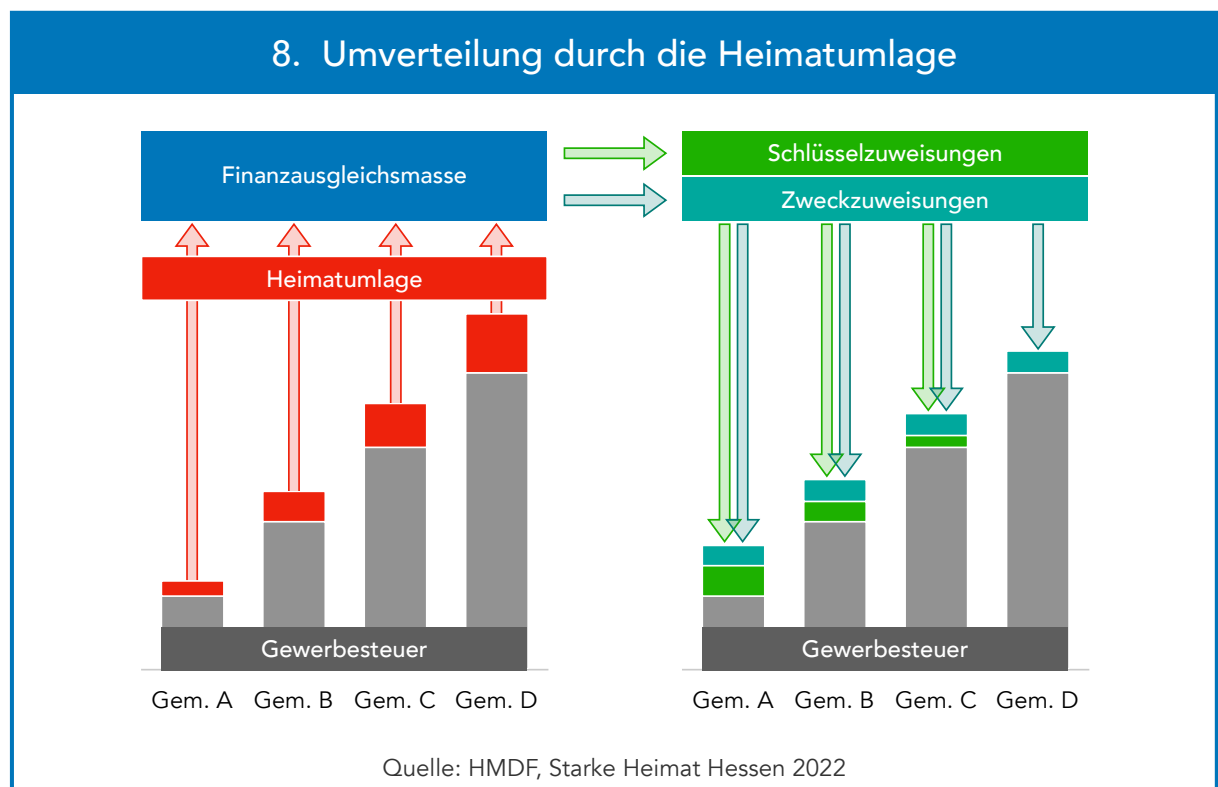 8. Umverteilung durch die Heimatumlage
Finanzausgleichsmasse
Heimatumlage
Gewerbesteuer
Gem. A Gem. B Gem. C Gem. D
Schlüsselzuweisungen
Zweckzuweisungen
Gewerbesteuer
Gem. A Gem. B Gem. C Gem. D
Quelle: HMDF, Starke Heimat Hessen 2022